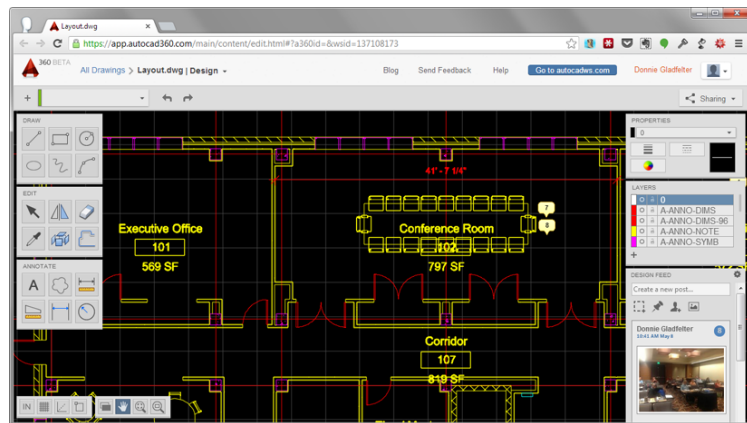 Layout.dwg
https://app.autocad360.com/main/content/edit.html#?a360id=&wsid=137108173
360 BETA
All Drawings > Layout.dwg | Design
Blog
Send Feedback
Help
Go to autocadws.com
Donnie Gladfelter
Sharing
DRAW
EDIT
ANNOTATE
A
IN
41' - 7 1/4"
7
8
Executive Office
101
569 SF
Conference Room
102
797 SF
Corridor
107
819 SF
PROPERTIES
0
LAYERS
0
A-ANNO-DIMS
A-ANNO-DIMS-96
A-ANNO-NOTE
A-ANNO-SYMB
+
DESIGN FEED
Create a new post...
Donnie Gladfelter
10:41 AM May 6
8